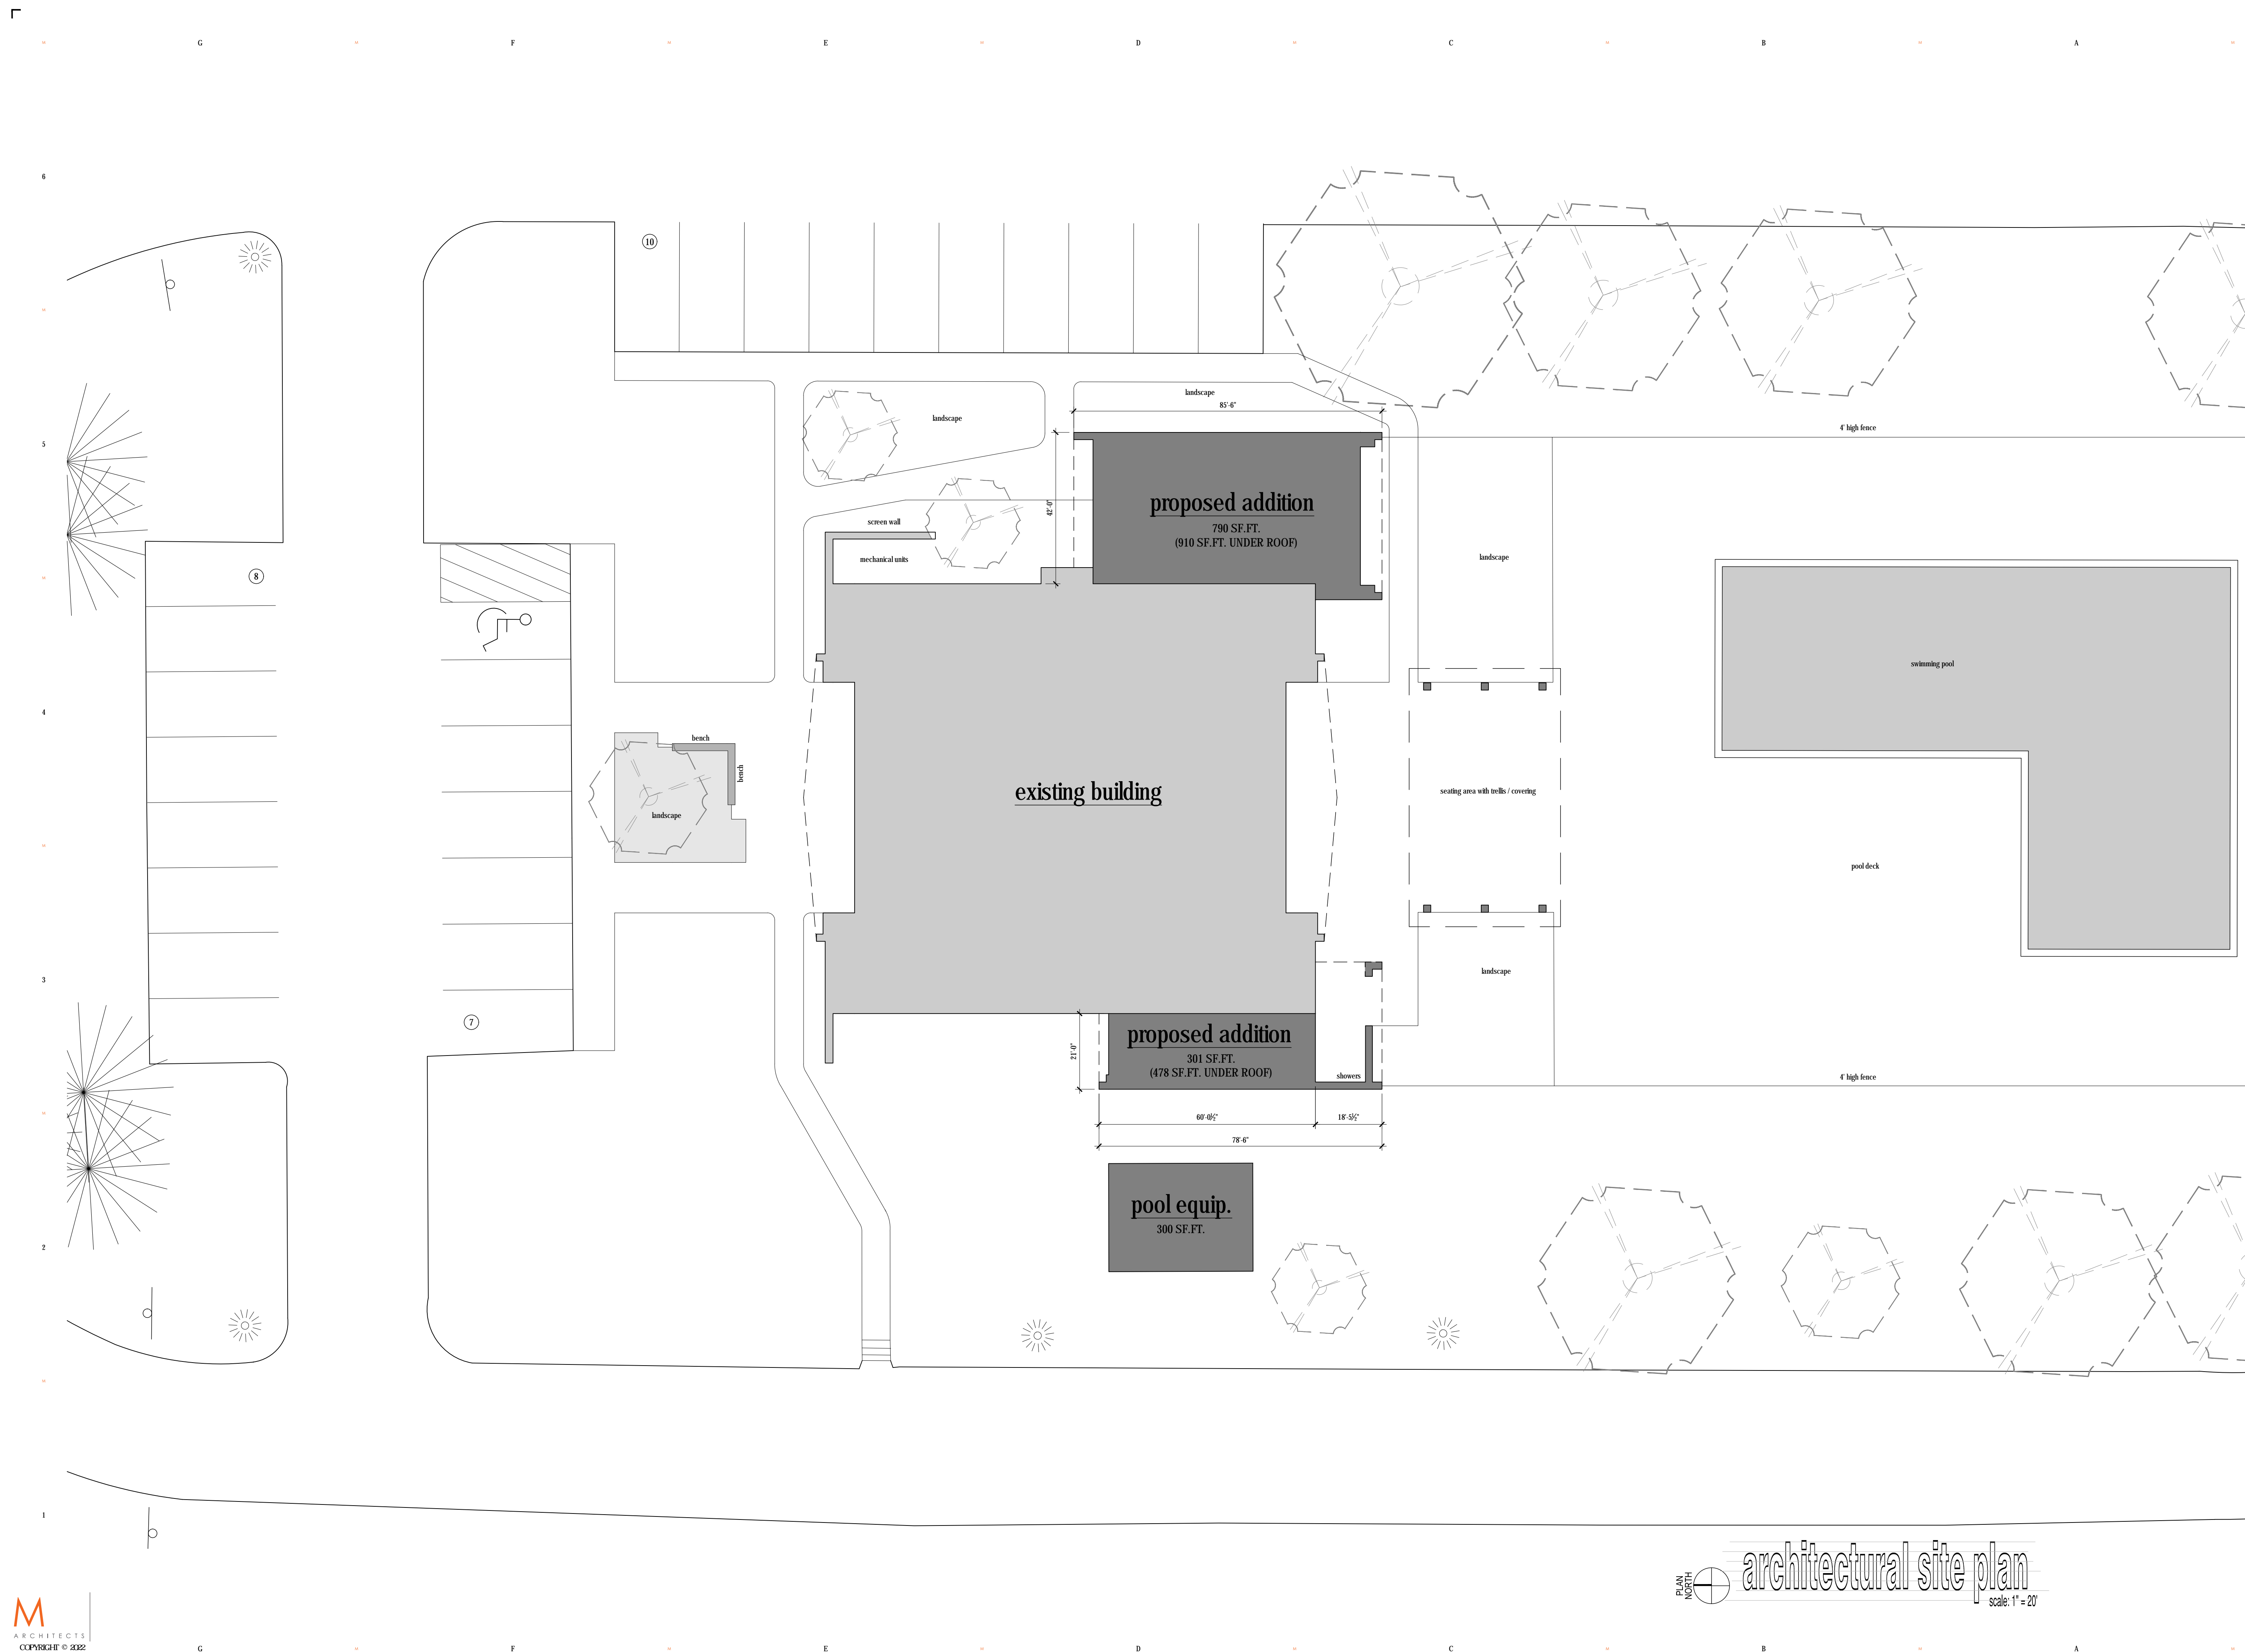 G
F
E
D
C
B
A
6
10
landscape
85'-6"
landscape
4' high fence
5
proposed addition
790 SF.FT.
(910 SF.FT. UNDER ROOF)
42'-0"
screen wall
mechanical units
landscape
8
swimming pool
4
bench
bench
existing building
seating area with trellis / covering
landscape
pool deck
landscape
3
7
proposed addition
301 SF.FT.
(478 SF.FT. UNDER ROOF)
21'-0"
showers
4' high fence
60'-0½"
18'-5½"
78'-6"
pool equip.
300 SF.FT.
2
1
PLAN
NORTH
architectural site plan
scale: 1" = 20'
M
ARCHITECTS
COPYRIGHT © 2022
G
F
E
D
C
B
A